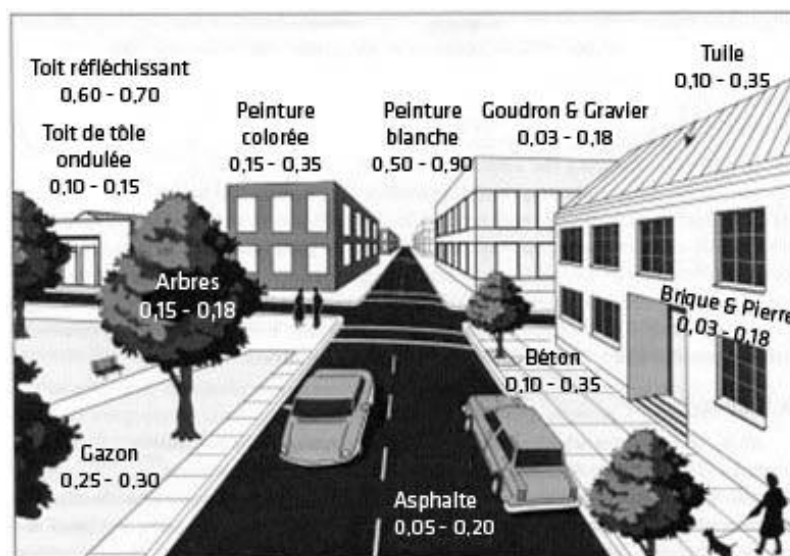 Toit réfléchissant
0,60 - 0,70
Toit de tôle
ondulée
0,10 - 0,15
Peinture
colorée
0,15 - 0,35
Peinture
blanche
0,50 - 0,90
Goudron & Gravier
0,03 - 0,18
Tuile
0,10 - 0,35
Arbres
0,15 - 0,18
Brique & Pierre
0,03 - 0,18
Béton
0,10 - 0,35
Gazon
0,25 - 0,30
Asphalte
0,05 - 0,20